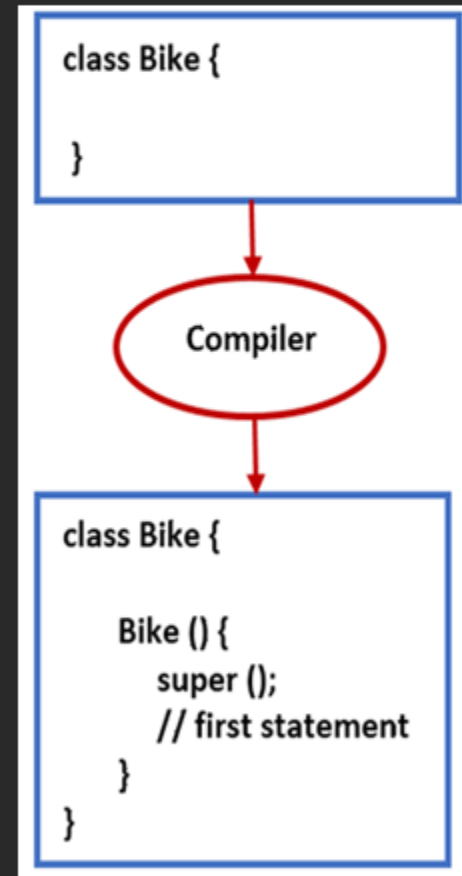 class Bike {
}
Compiler
class Bike {
Bike () {
super ();
// first statement
}
}